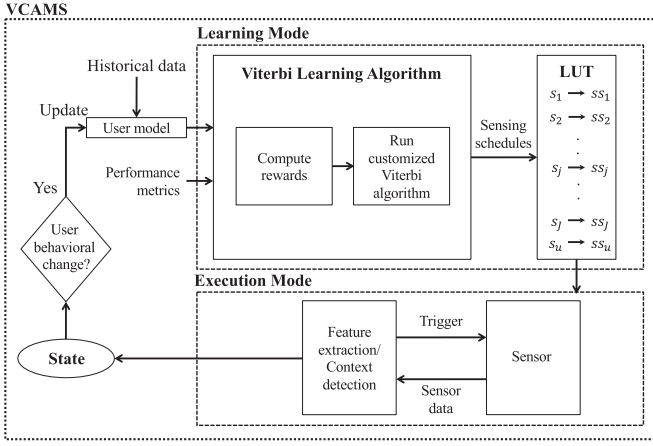 VCAMS
Learning Mode
Historical data
Viterbi Learning Algorithm
LUT
s₁ → ss₁
Update
User model
s₂ → ss₂
.
.
Sensing
schedules
Compute
rewards
Run
customized
Viterbi
algorithm
Performance
metrics
sⱼ → ssⱼ
.
.
Yes
User
behavioral
change?
s_J → ss_J
sᵤ → ssᵤ
Execution Mode
Trigger
Feature
extraction/
Context
detection
Sensor
State
Sensor
data